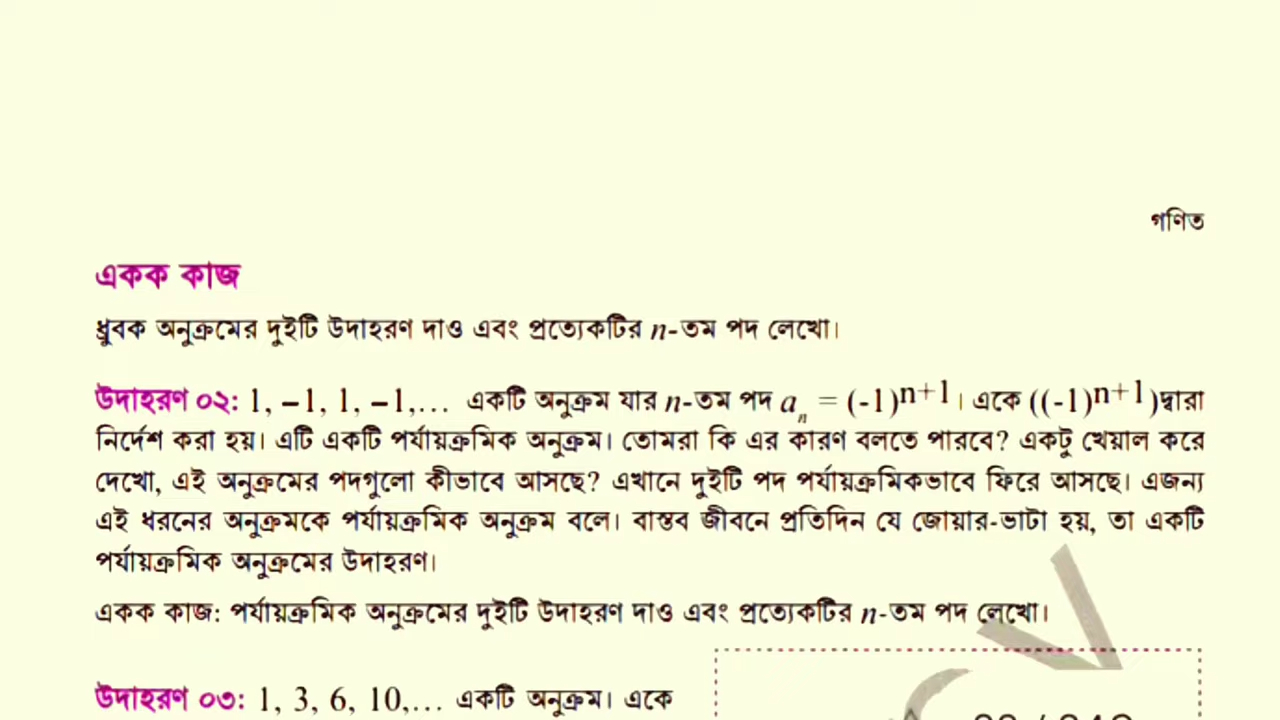 গণিত
একক কাজ
ধ্রুবক অনুক্রমের দুইটি উদাহরণ দাও এবং প্রত্যেকটির n-তম পদ লেখো।
উদাহরণ ০২: 1, –1, 1, –1,... একটি অনুক্রম যার n-তম পদ aₙ = (-1)ⁿ⁺¹। একে ((-1)ⁿ⁺¹)দ্বারা
নির্দেশ করা হয়। এটি একটি পর্যায়ক্রমিক অনুক্রম। তোমরা কি এর কারণ বলতে পারবে? একটু খেয়াল করে
দেখো, এই অনুক্রমের পদগুলো কীভাবে আসছে? এখানে দুইটি পদ পর্যায়ক্রমিকভাবে ফিরে আসছে। এজন্য
এই ধরনের অনুক্রমকে পর্যায়ক্রমিক অনুক্রম বলে। বাস্তব জীবনে প্রতিদিন যে জোয়ার-ভাটা হয়, তা একটি
পর্যায়ক্রমিক অনুক্রমের উদাহরণ।
একক কাজ: পর্যায়ক্রমিক অনুক্রমের দুইটি উদাহরণ দাও এবং প্রত্যেকটির n-তম পদ লেখো।
উদাহরণ ০৩: 1, 3, 6, 10,... একটি অনুক্রম। একে